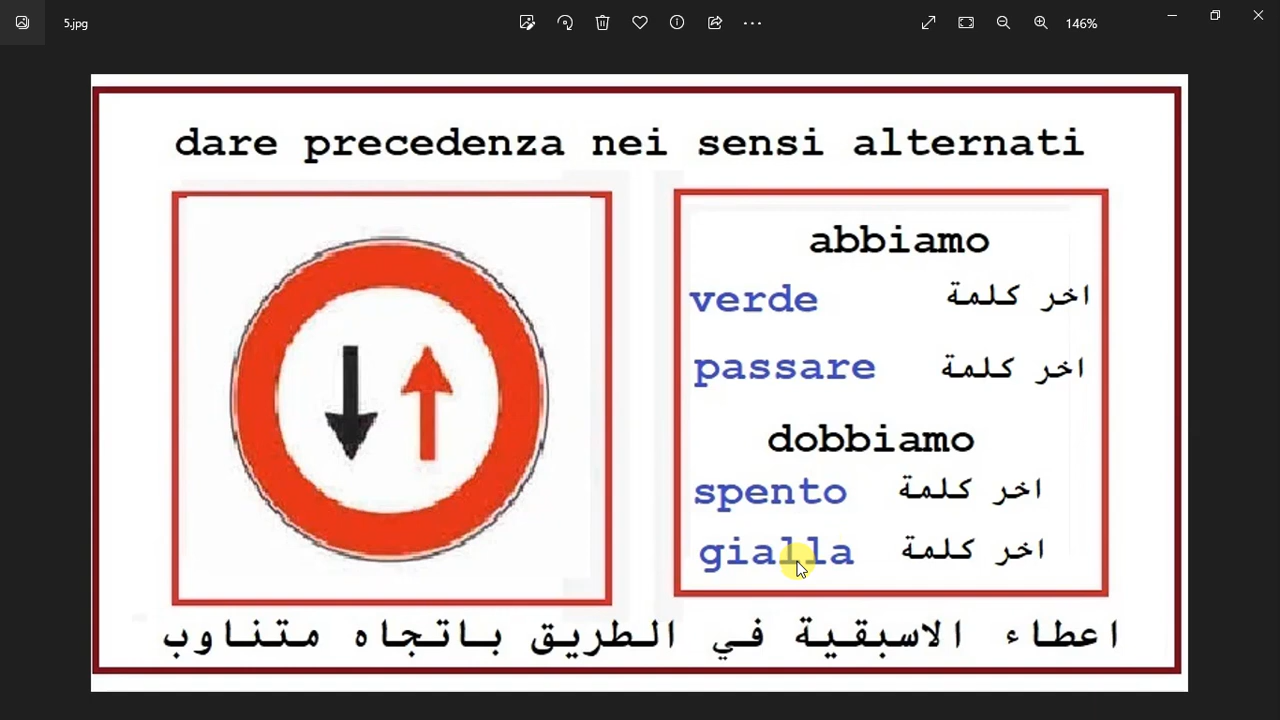 5.jpg
146%
dare precedenza nei sensi alternati
abbiamo
verde اخر كلمة
passare اخر كلمة
dobbiamo
spento اخر كلمة
gialla اخر كلمة
اعطاء الاسبقية في الطريق باتجاه متناوب